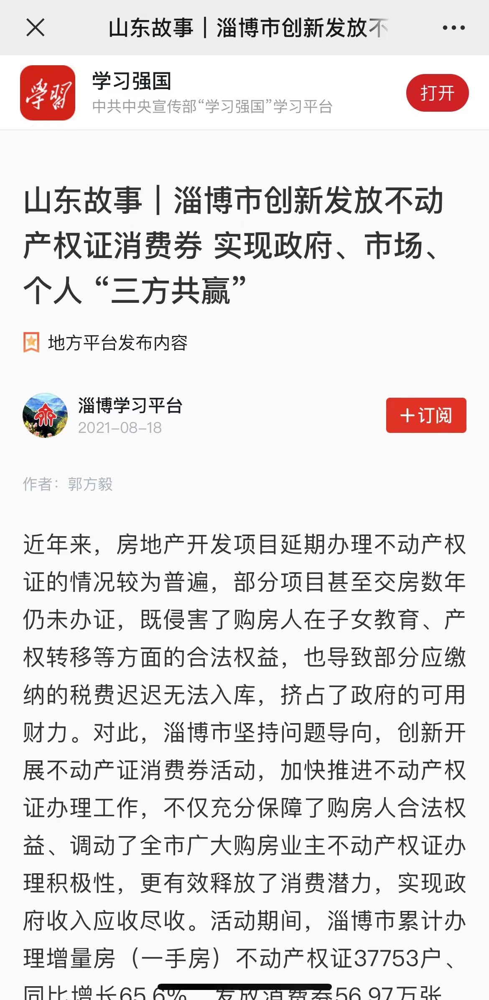 山东故事｜淄博市创新发放不
學習
学习强国
中共中央宣传部“学习强国”学习平台
打开
山东故事｜淄博市创新发放不动
产权证消费券 实现政府、市场、
个人“三方共赢”
地方平台发布内容
淄博学习平台
2021-08-18
＋订阅
作者：郭方毅
近年来，房地产开发项目延期办理不动产权
证的情况较为普遍，部分项目甚至交房数年
仍未办证，既侵害了购房人在子女教育、产
权转移等方面的合法权益，也导致部分应缴
纳的税费迟迟无法入库，挤占了政府的可用
财力。对此，淄博市坚持问题导向，创新开
展不动产证消费券活动，加快推进不动产权
证办理工作，不仅充分保障了购房人合法权
益、调动了全市广大购房业主不动产权证办
理积极性，更有效释放了消费潜力，实现政
府收入应收尽收。活动期间，淄博市累计办
理增量房（一手房）不动产权证37753户、
同比增长65.6%，发放消费券56.97万张